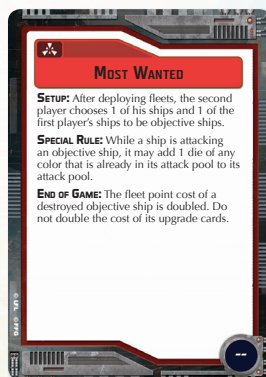 MOST WANTED
SETUP: After deploying fleets, the second
player chooses 1 of his ships and 1 of the
first player's ships to be objective ships.
SPECIAL RULE: While a ship is attacking
an objective ship, it may add 1 die of any
color that is already in its attack pool to its
attack pool.
END OF GAME: The fleet point cost of a
destroyed objective ship is doubled. Do
not double the cost of its upgrade cards.
© LFL © FFG
--